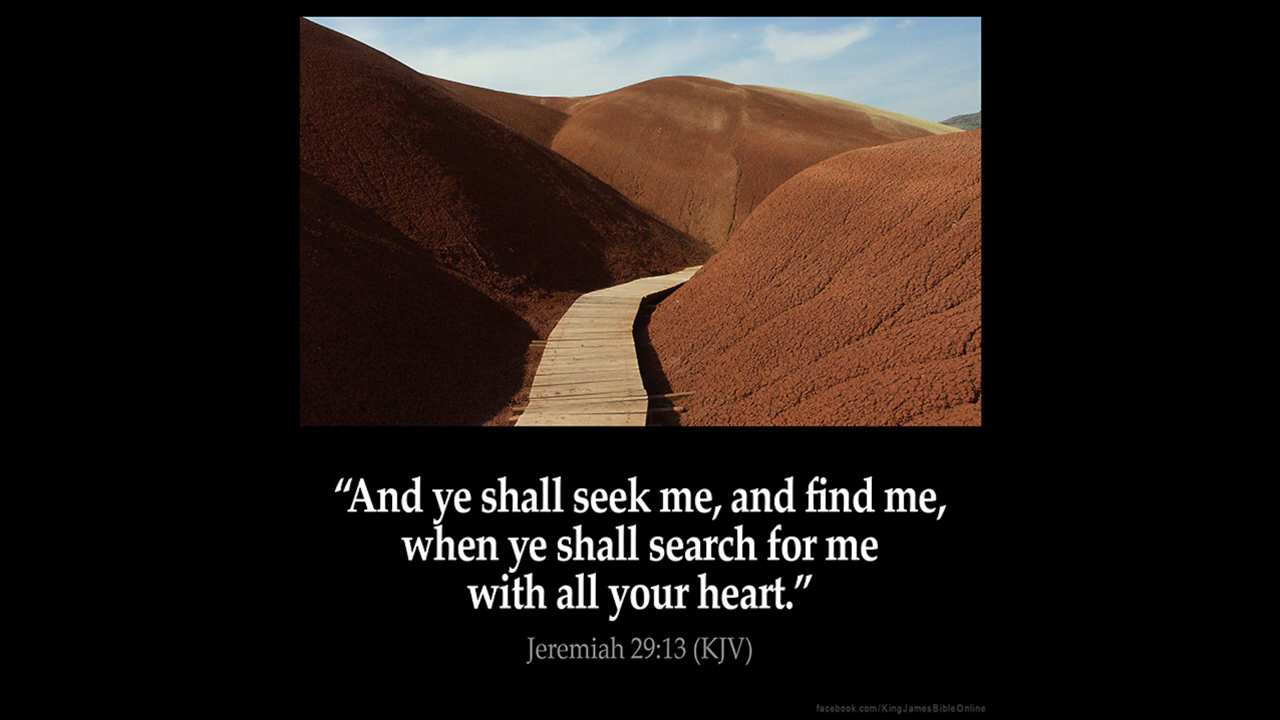 “And ye shall seek me, and find me,
when ye shall search for me
with all your heart.”
Jeremiah 29:13 (KJV)
facebook.com/KingJamesBibleOnline